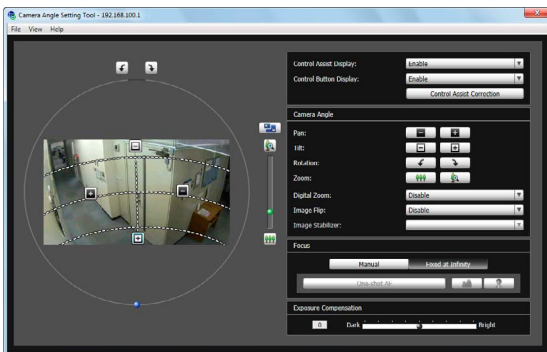 Camera Angle Setting Tool - 192.168.100.1
File View Help
Control Assist Display: Enable
Control Button Display: Enable
Control Assist Correction
Camera Angle
Pan:
Tilt:
Rotation:
Zoom:
Digital Zoom: Disable
Image Flip: Disable
Image Stabilizer:
Focus
Manual Fixed at Infinity
One-shot AF
Exposure Compensation
0 Dark Bright